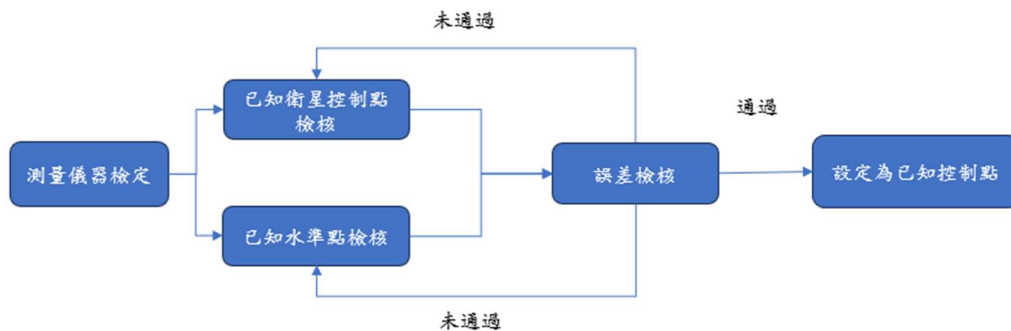 未通過
已知衛星控制點
檢核
通過
測量儀器檢定
誤差檢核
設定為已知控制點
已知水準點檢核
未通過